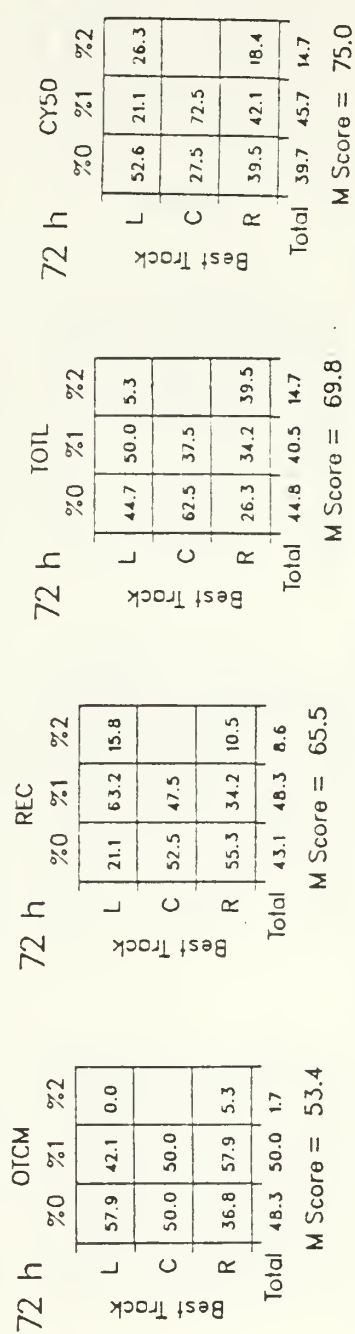 72 h OTCM
%0 %1 %2
L 57.9 42.1 0.0
C 50.0 50.0
R 36.8 57.9 5.3
Best Track
Total 48.3 50.0 1.7
M Score = 53.4
72 h REC
%0 %1 %2
L 21.1 63.2 15.8
C 52.5 47.5
R 55.3 34.2 10.5
Best Track
Total 43.1 48.3 8.6
M Score = 65.5
72 h TOTL
%0 %1 %2
L 44.7 50.0 5.3
C 62.5 37.5
R 26.3 34.2 39.5
Best Track
Total 44.8 40.5 14.7
M Score = 69.8
72 h CY50
%0 %1 %2
L 52.6 21.1 26.3
C 27.5 72.5
R 39.5 42.1 18.4
Best Track
Total 39.7 45.7 14.7
M Score = 75.0